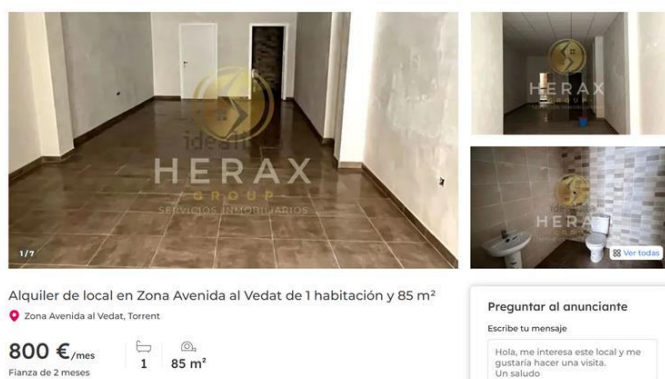 idealista
HERAX
GROUP
SERVICIOS INMOBILIARIOS
1/7
HERAX
GROUP
HERAX
Ver todas
Alquiler de local en Zona Avenida al Vedat de 1 habitación y 85 m²
Zona Avenida al Vedat, Torrent
800 €/mes
1
85 m²
Fianza de 2 meses
Preguntar al anunciante
Escribe tu mensaje
Hola, me interesa este local y me
gustaría hacer una visita.
Un saludo